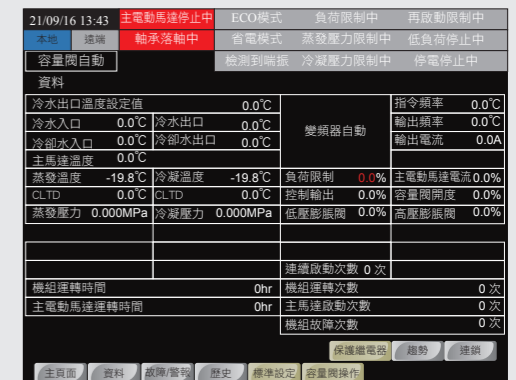 21/09/16 13:43 主電動馬達停止中 ECO模式 負荷限制中 再啟動限制中
本地 遠端 軸承落軸中 省電模式 蒸發壓力限制中 低負荷停止中
容量閥自動 檢測到喘振 冷凝壓力限制中 停電停止中
資料
冷水出口溫度設定值 0.0℃ 變頻器自動 指令頻率 0.0℃
冷水入口 0.0℃ 冷水出口 0.0℃ 輸出頻率 0.0℃
冷卻水入口 0.0℃ 冷卻水出口 0.0℃ 輸出電流 0.0A
主馬達溫度 0.0℃
蒸發溫度 -19.8℃ 冷凝溫度 -19.8℃ 負荷限制 0.0% 主電動馬達電流 0.0%
CLTD 0.0℃ CLTD 0.0℃ 控制輸出 0.0% 容量閥開度 0.0%
蒸發壓力 0.000MPa 冷凝壓力 0.000MPa 低壓膨脹閥 0.0% 高壓膨脹閥 0.0%
連續啟動次數 0 次
機組運轉時間 0hr 機組運轉次數 0 次
主電動馬達運轉時間 0hr 主馬達啟動次數 0 次
機組故障次數 0 次
保護繼電器 趨勢 連鎖
主頁面 資料 故障/警報 歷史 標準設定 容量閥操作